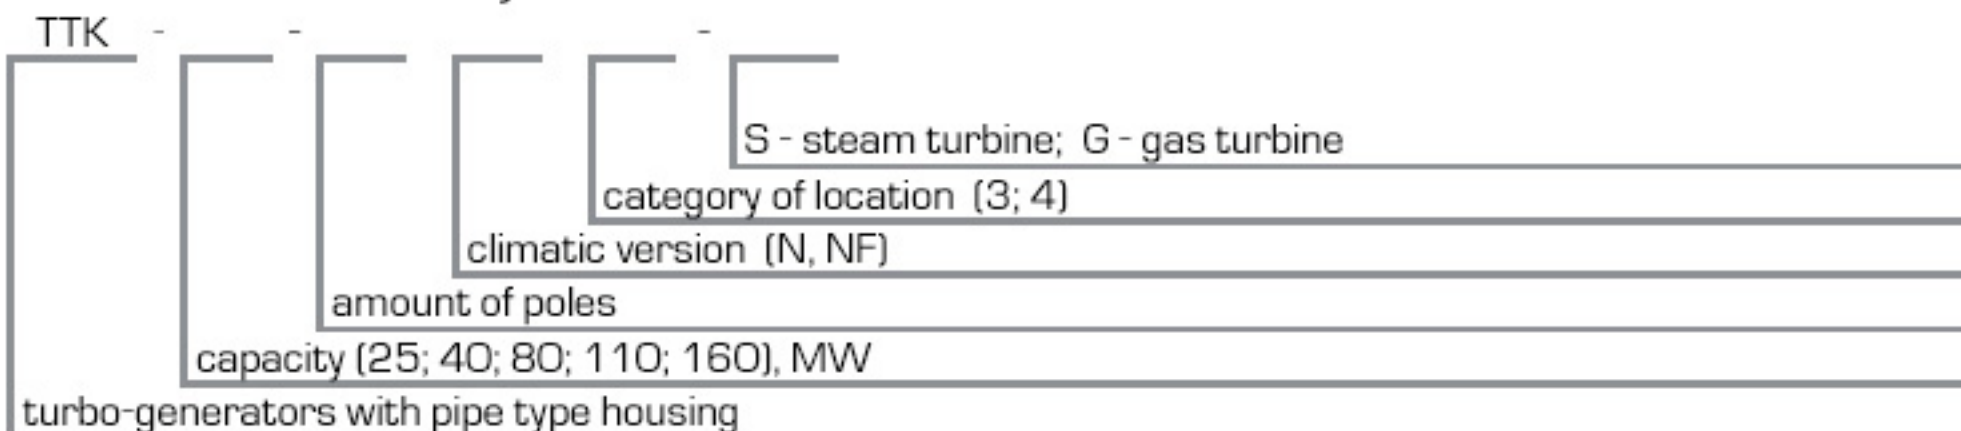 TTK - - -
S - steam turbine; G - gas turbine
category of location (3; 4)
climatic version (N, NF)
amount of poles
capacity (25; 40; 80; 110; 160), MW
turbo-generators with pipe type housing